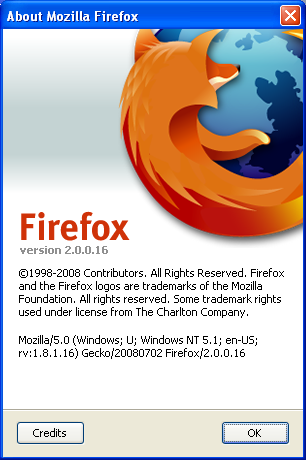 About Mozilla Firefox
Firefox
version 2.0.0.16
©1998-2008 Contributors. All Rights Reserved. Firefox
and the Firefox logos are trademarks of the Mozilla
Foundation. All rights reserved. Some trademark rights
used under license from The Charlton Company.
Mozilla/5.0 (Windows; U; Windows NT 5.1; en-US;
rv:1.8.1.16) Gecko/20080702 Firefox/2.0.0.16
Credits
OK